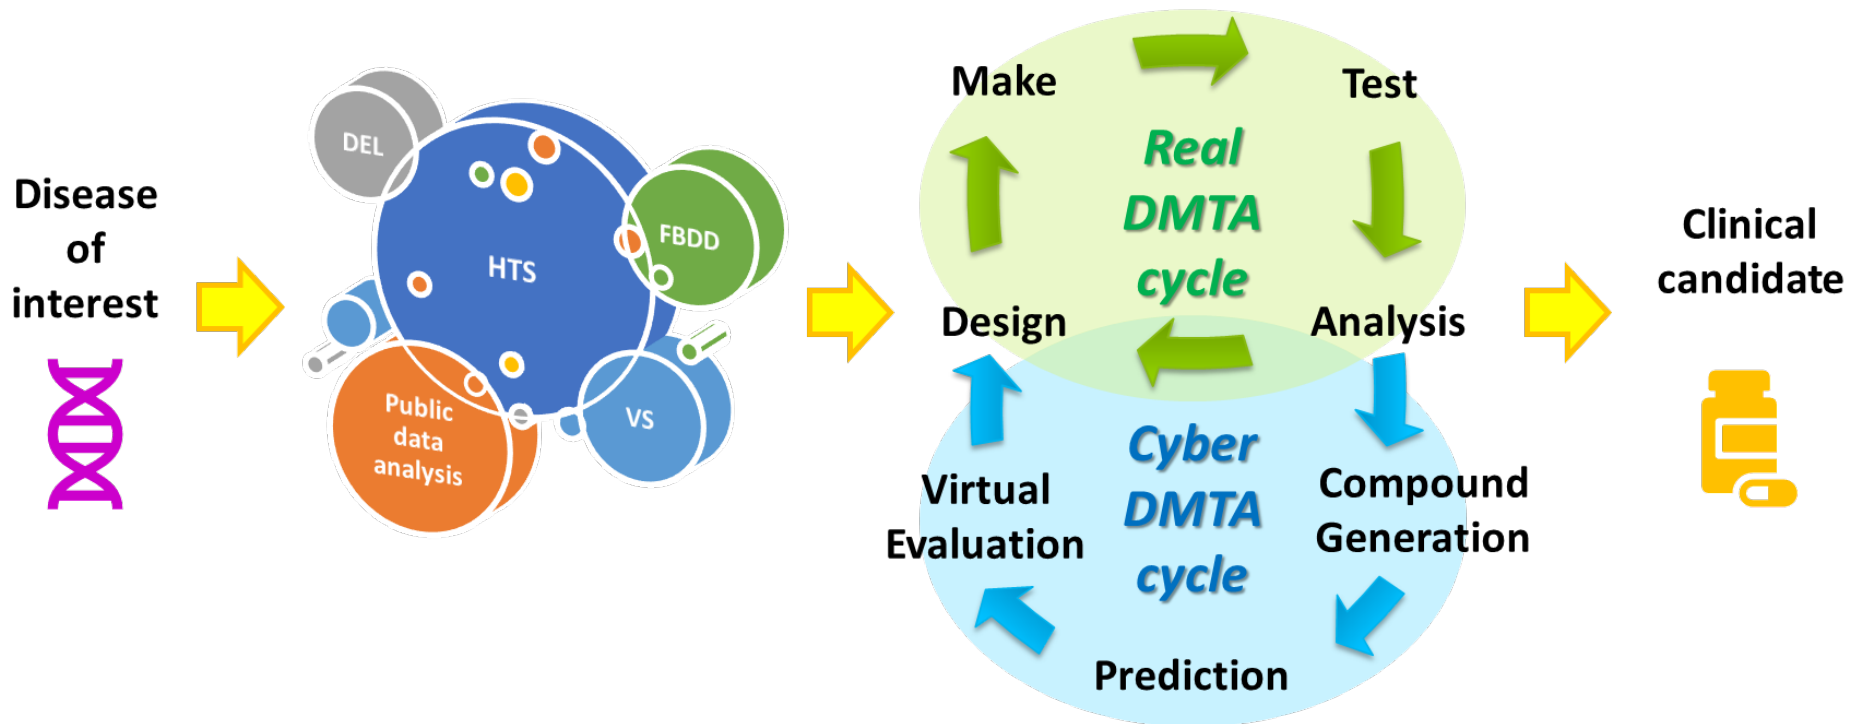 Disease
of
interest
DEL
HTS
FBDD
Public
data
analysis
VS
Make
Test
Real
DMTA
cycle
Design
Analysis
Cyber
DMTA
cycle
Virtual
Evaluation
Compound
Generation
Prediction
Clinical
candidate